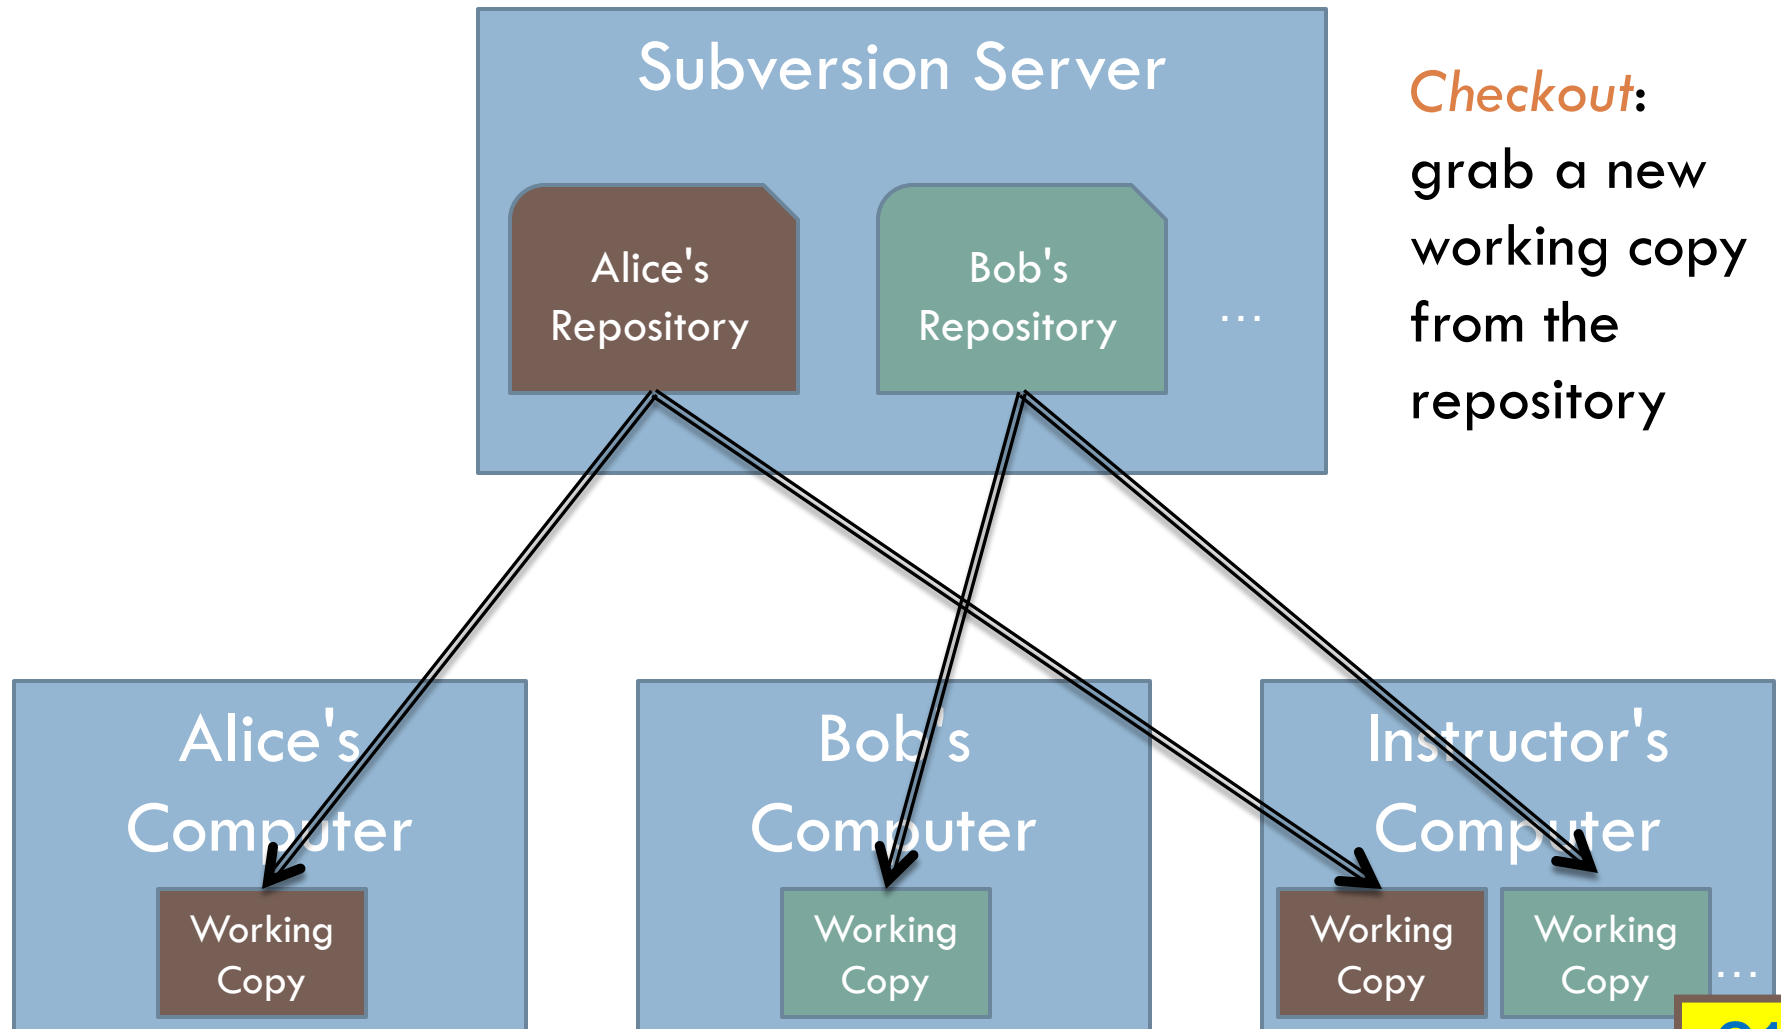 Subversion Server
Checkout:
grab a new
working copy
from the
repository
Alice's
Repository
Bob's
Repository
...
Alice's
Computer
Working
Copy
Bob's
Computer
Working
Copy
Instructor's
Computer
Working
Copy
Working
Copy
...